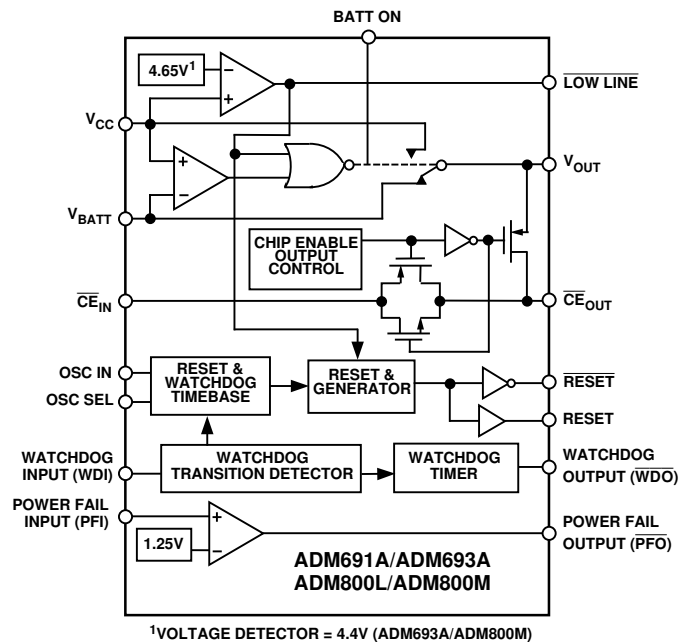 BATT ON
4.65V¹
−
+
LOW LINE
VCC
+
−
VOUT
VBATT
CHIP ENABLE
OUTPUT
CONTROL
CEIN
CEOUT
OSC IN
OSC SEL
RESET &
WATCHDOG
TIMEBASE
RESET &
GENERATOR
RESET
RESET
WATCHDOG
INPUT (WDI)
WATCHDOG
TRANSITION DETECTOR
WATCHDOG
TIMER
WATCHDOG
OUTPUT (WDO)
POWER FAIL
INPUT (PFI)
+
1.25V
−
POWER FAIL
OUTPUT (PFO)
ADM691A/ADM693A
ADM800L/ADM800M
¹VOLTAGE DETECTOR = 4.4V (ADM693A/ADM800M)